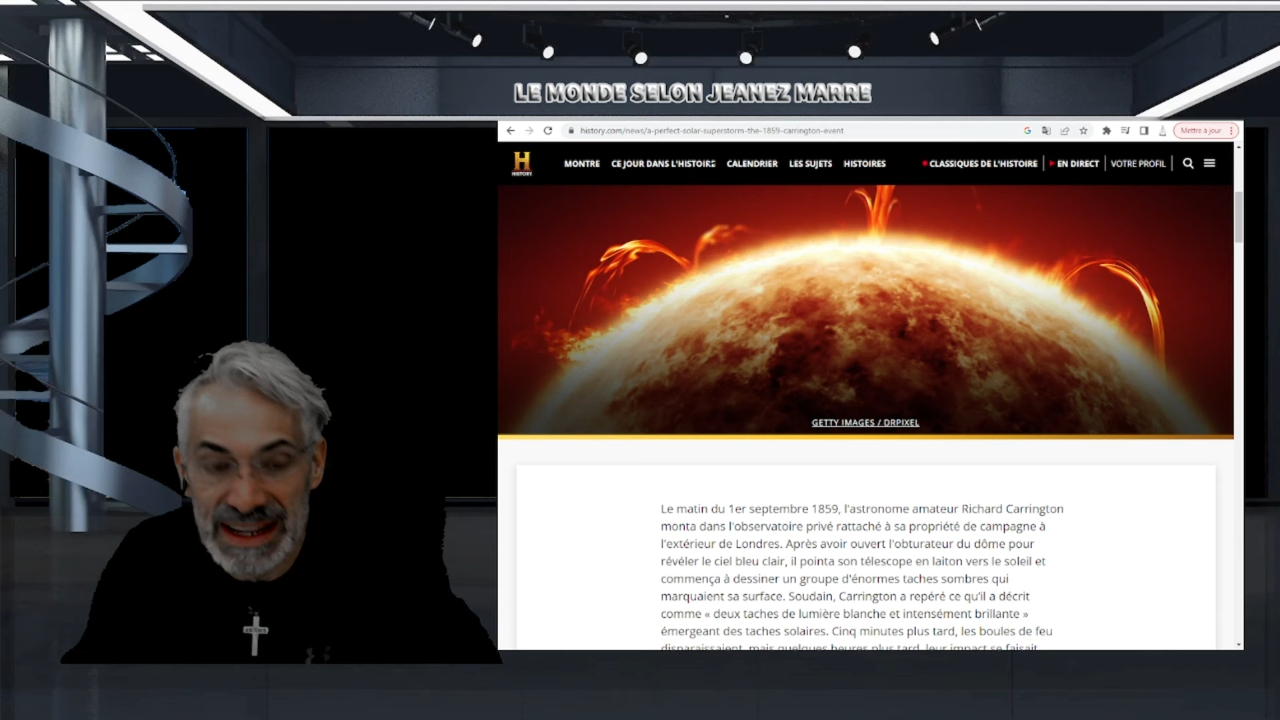 LE MONDE SELON JEANEZ MARRE
history.com/news/a-perfect-solar-superstorm-the-1859-carrington-event
Mettre à jour
H
HISTORY
MONTRE CE JOUR DANS L'HISTOIRE CALENDRIER LES SUJETS HISTOIRES CLASSIQUES DE L'HISTOIRE EN DIRECT VOTRE PROFIL
GETTY IMAGES / DRPIXEL
Le matin du 1er septembre 1859, l'astronome amateur Richard Carrington
monta dans l'observatoire privé rattaché à sa propriété de campagne à
l'extérieur de Londres. Après avoir ouvert l'obturateur du dôme pour
révéler le ciel bleu clair, il pointa son télescope en laiton vers le soleil et
commença à dessiner un groupe d'énormes taches sombres qui
marquaient sa surface. Soudain, Carrington a repéré ce qu'il a décrit
comme « deux taches de lumière blanche et intensément brillante »
émergeant des taches solaires. Cinq minutes plus tard, les boules de feu
disparaissaient, mais quelques heures plus tard, leur impact se faisait